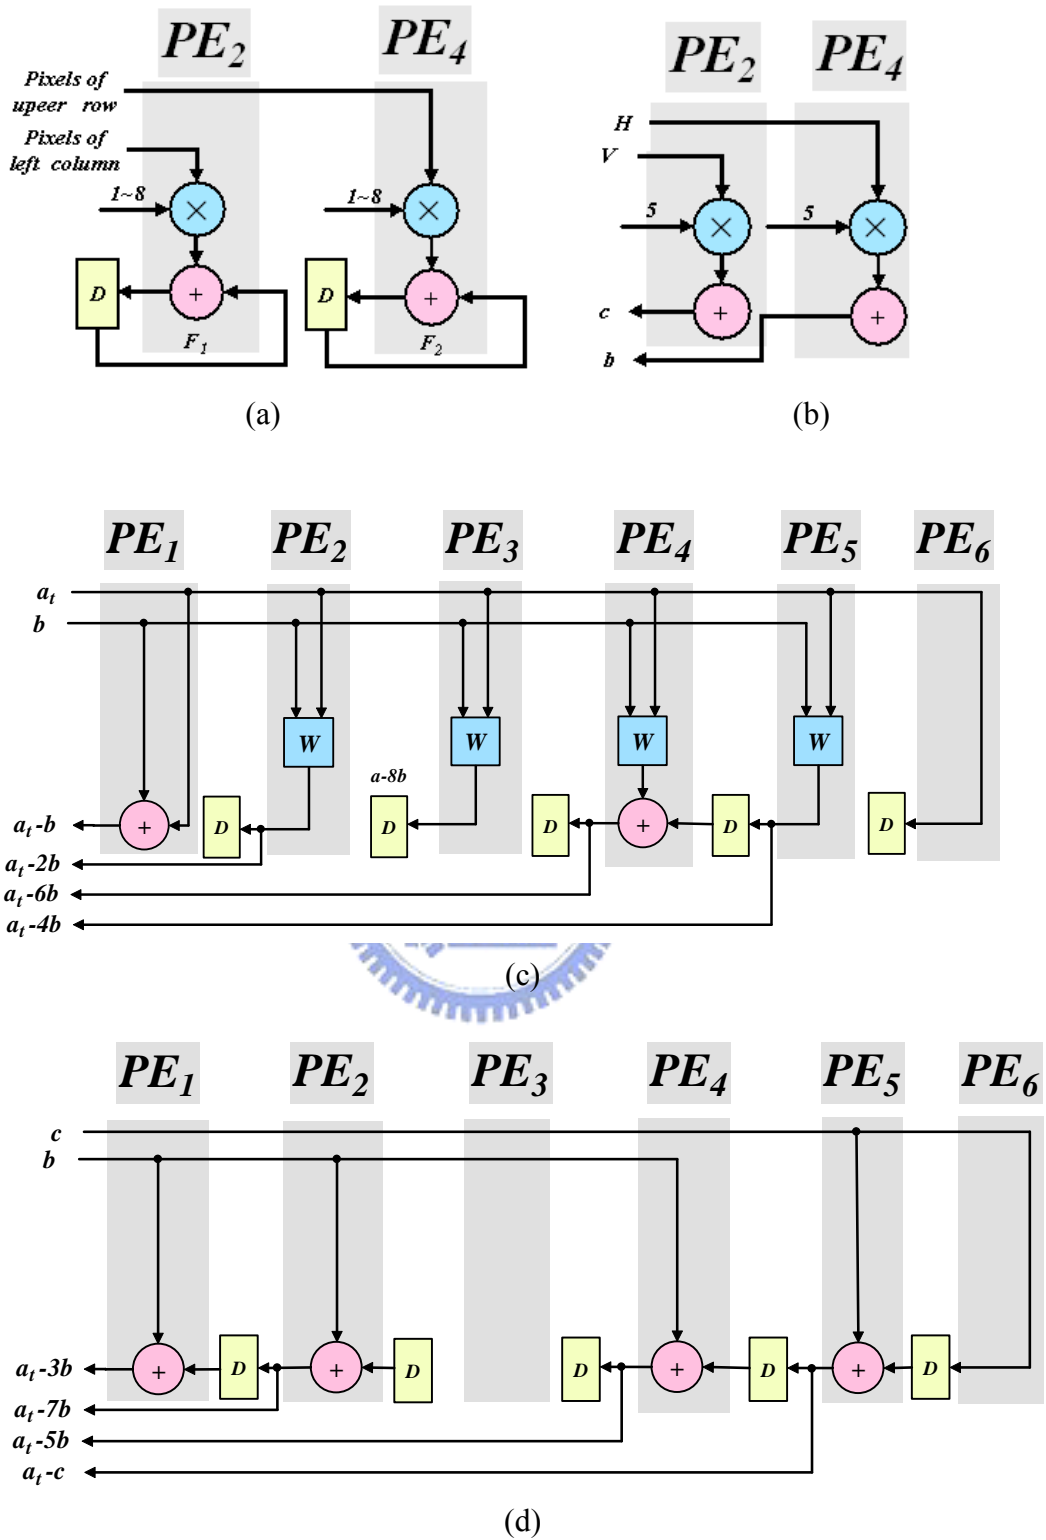 PE2 PE4
Pixels of
upeer row
Pixels of
left column
1~8
×
1~8
×
D
+
D
+
F1
F2
(a)
PE2 PE4
H
V
5
×
5
×
c
+
+
b
(b)
PE1 PE2 PE3 PE4 PE5 PE6
at
b
W
W
W
W
a-8b
at-b
+
D
D
D
+
D
D
at-2b
at-6b
at-4b
(c)
PE1 PE2 PE3 PE4 PE5 PE6
c
b
at-3b
+
D
+
D
D
+
D
+
D
at-7b
at-5b
at-c
(d)